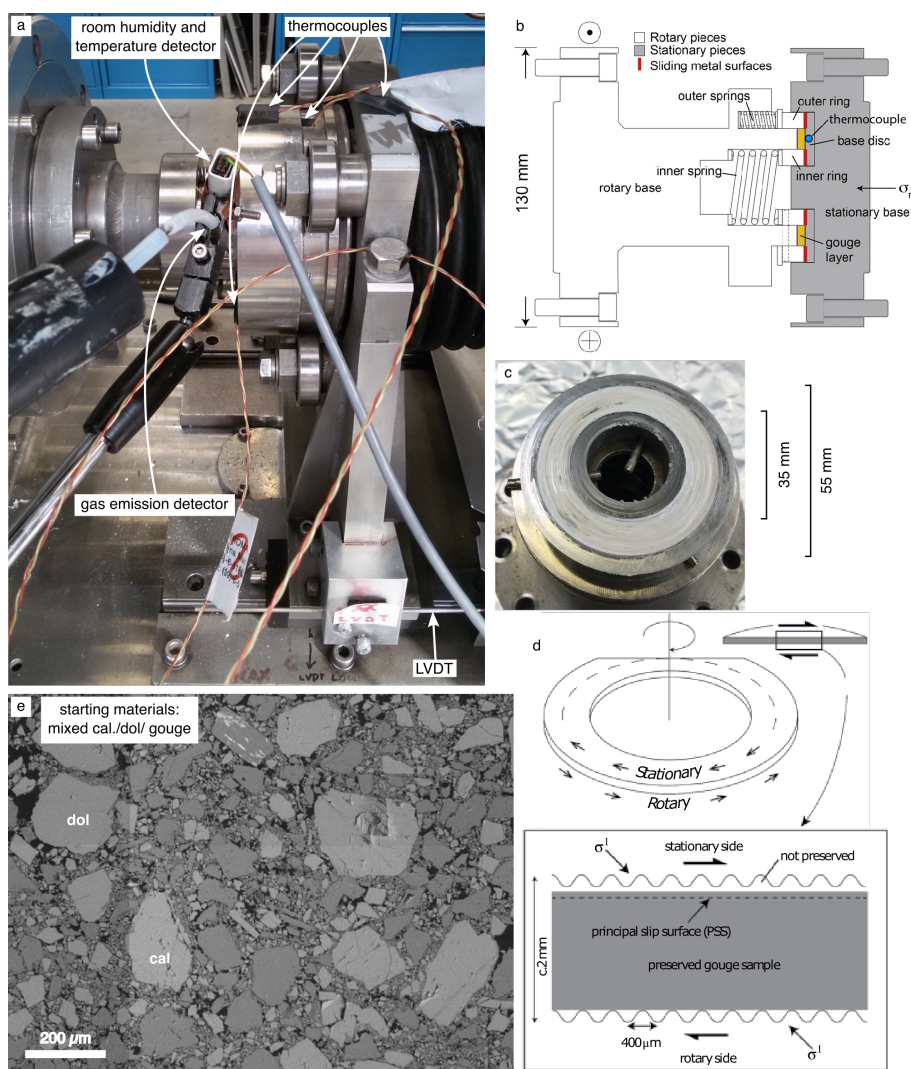 a
room humidity and
temperature detector
thermocouples
gas emission detector
LVDT
LVDT
b
Rotary pieces
Stationary pieces
Sliding metal surfaces
outer springs
outer ring
thermocouple
base disc
inner spring
inner ring
rotary base
130 mm
stationary base
gouge
layer
c
35 mm
55 mm
d
Stationary
Rotary
σ¹
stationary side
not preserved
principal slip surface (PSS)
c.2mm
preserved gouge sample
400μm
rotary side
σ¹
e
starting materials:
mixed cal./dol/ gouge
dol
cal
200 µm